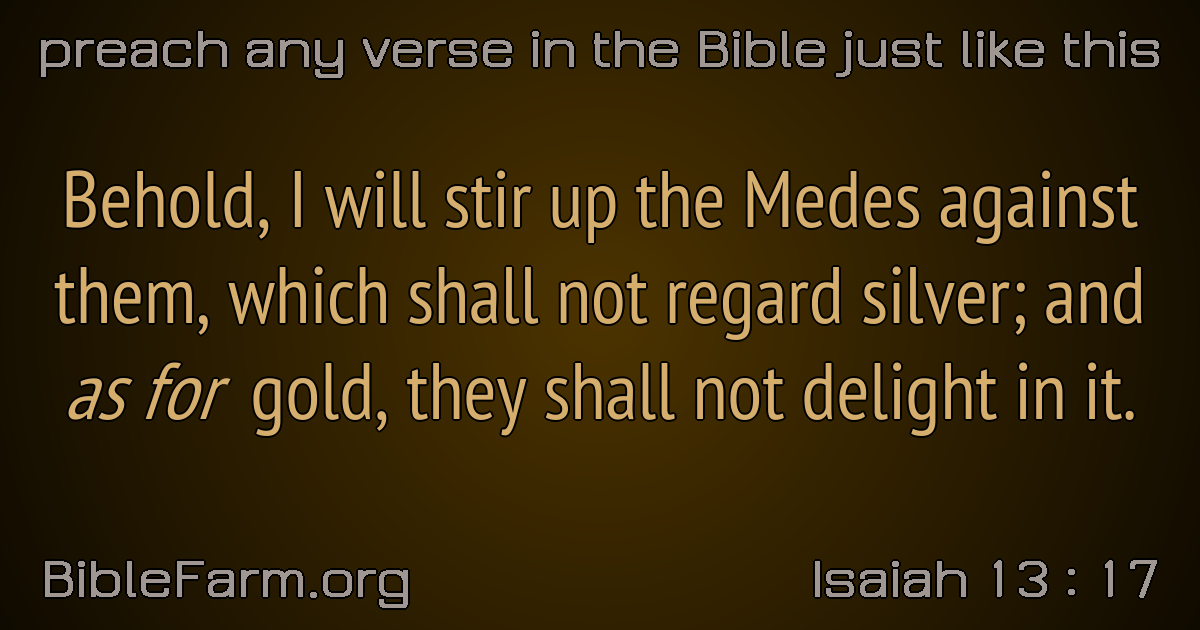 preach any verse in the Bible just like this
Behold, I will stir up the Medes against
them, which shall not regard silver; and
as for gold, they shall not delight in it.
BibleFarm.org
Isaiah 13 : 17